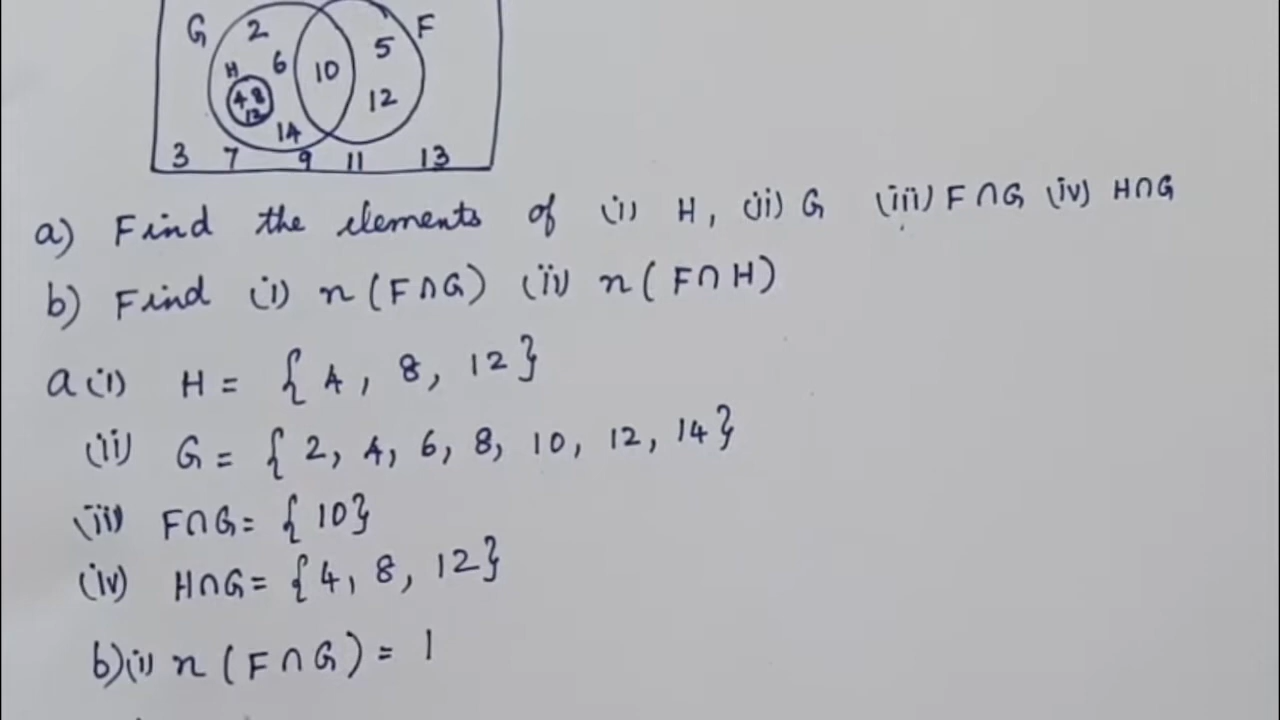 G 2 F
5
H 6 10
4 8
12 12
14
3 7 9 11 13
a) Find the elements of (i) H, (ii) G (iii) F∩G (iv) H∩G
b) Find (i) n(F∩G) (ii) n(F∩H)
a (i) H = {4, 8, 12}
(ii) G = {2, 4, 6, 8, 10, 12, 14}
(iii) F∩G = {10}
(iv) H∩G = {4, 8, 12}
b)(i) n(F∩G) = 1